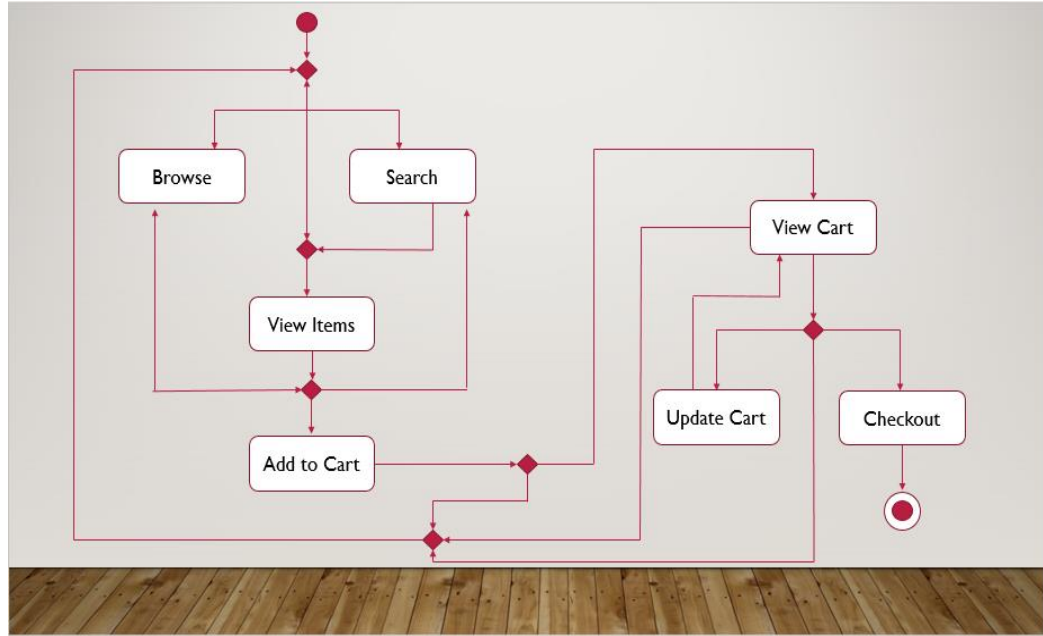 Browse
Search
View Cart
View Items
Update Cart
Checkout
Add to Cart